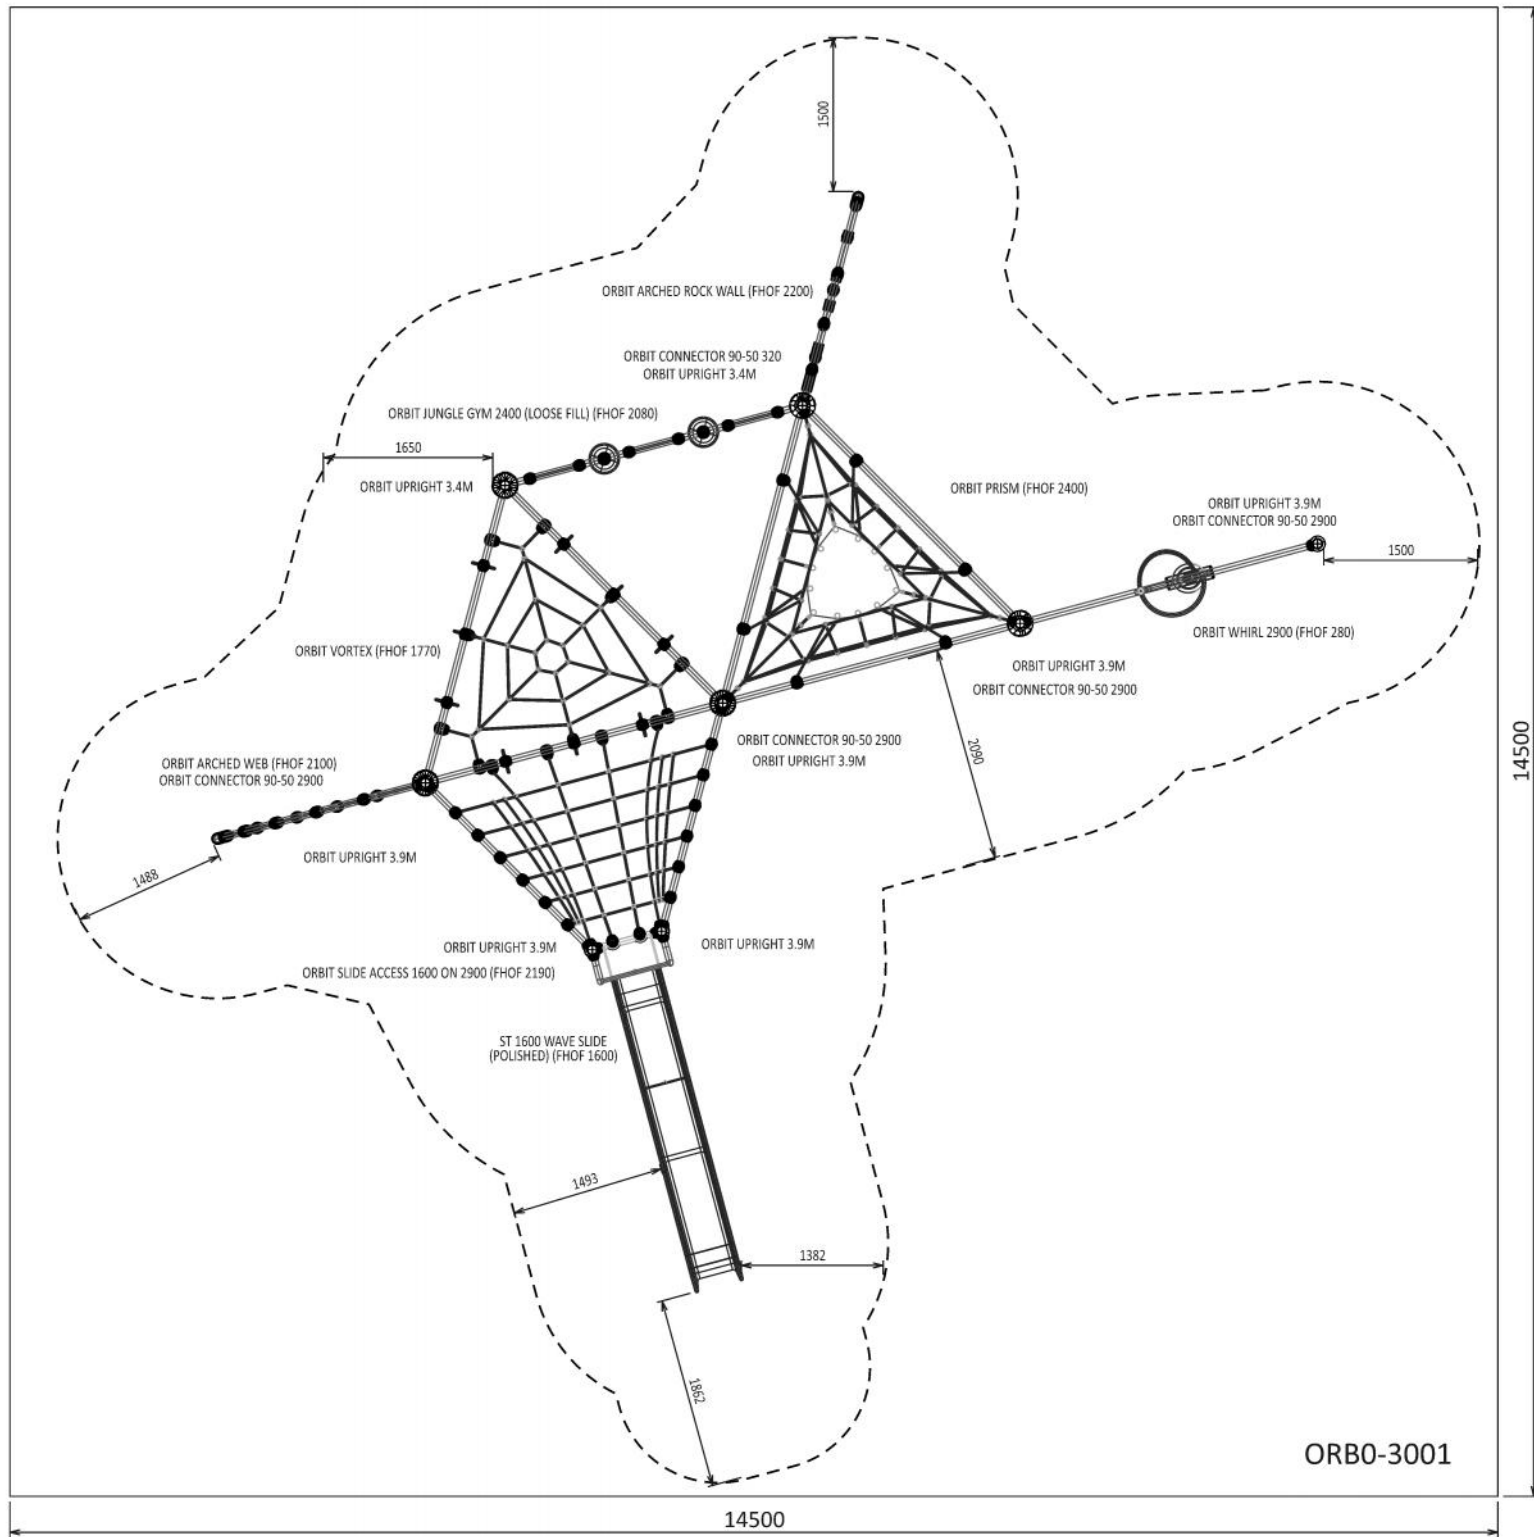 1500
ORBIT ARCHED ROCK WALL (FHOF 2200)
ORBIT CONNECTOR 90-50 320
ORBIT UPRIGHT 3.4M
ORBIT JUNGLE GYM 2400 (LOOSE FILL) (FHOF 2080)
1650
ORBIT UPRIGHT 3.4M
ORBIT PRISM (FHOF 2400)
ORBIT UPRIGHT 3.9M
ORBIT CONNECTOR 90-50 2900
1500
ORBIT WHIRL 2900 (FHOF 280)
ORBIT VORTEX (FHOF 1770)
ORBIT UPRIGHT 3.9M
ORBIT CONNECTOR 90-50 2900
2090
ORBIT CONNECTOR 90-50 2900
ORBIT UPRIGHT 3.9M
14500
ORBIT ARCHED WEB (FHOF 2100)
ORBIT CONNECTOR 90-50 2900
ORBIT UPRIGHT 3.9M
1488
ORBIT UPRIGHT 3.9M
ORBIT UPRIGHT 3.9M
ORBIT SLIDE ACCESS 1600 ON 2900 (FHOF 2190)
ST 1600 WAVE SLIDE
(POLISHED) (FHOF 1600)
1493
1382
1862
ORB0-3001
14500